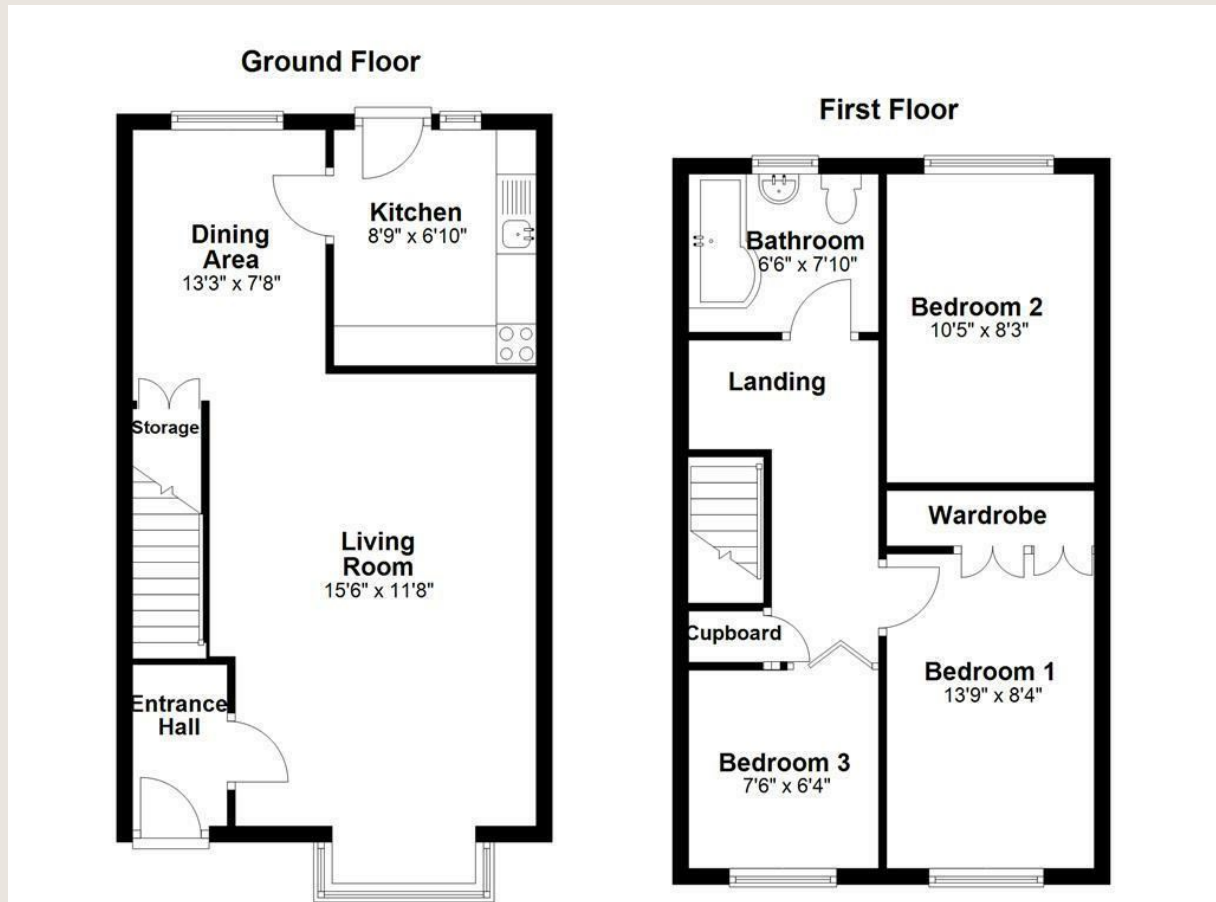 Ground Floor
Dining
Area
13'3" x 7'8"
Kitchen
8'9" x 6'10"
Storage
Living
Room
15'6" x 11'8"
Entrance
Hall
First Floor
Bathroom
6'6" x 7'10"
Bedroom 2
10'5" x 8'3"
Landing
Wardrobe
Cupboard
Bedroom 1
13'9" x 8'4"
Bedroom 3
7'6" x 6'4"